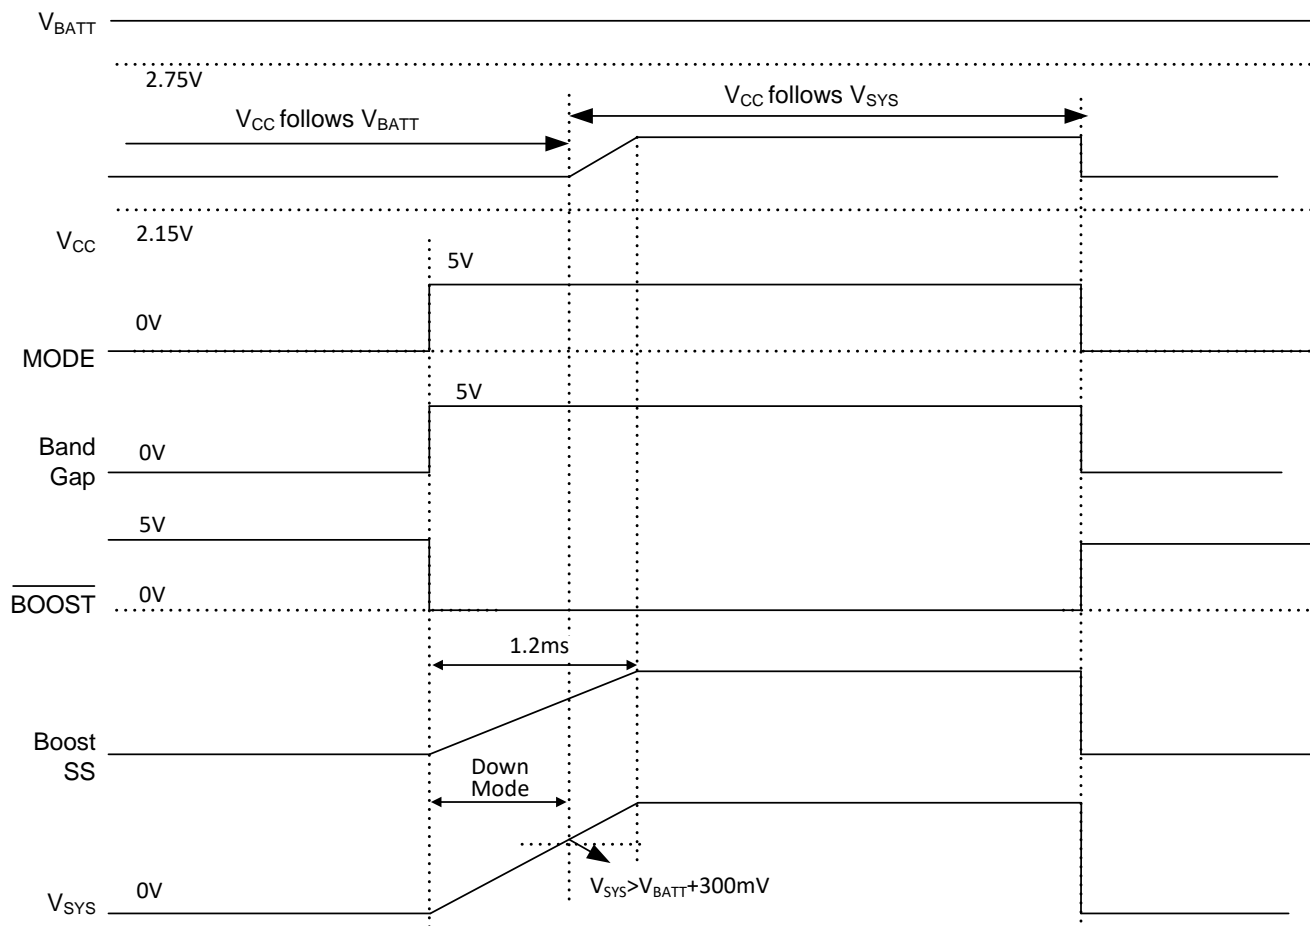 VBATT
2.75V
VCC follows VSYS
VCC follows VBATT
2.15V
VCC
5V
0V
MODE
5V
Band
Gap
0V
5V
BOOST
0V
1.2ms
Boost
SS
Down
Mode
0V
VSYS>VBATT+300mV
VSYS